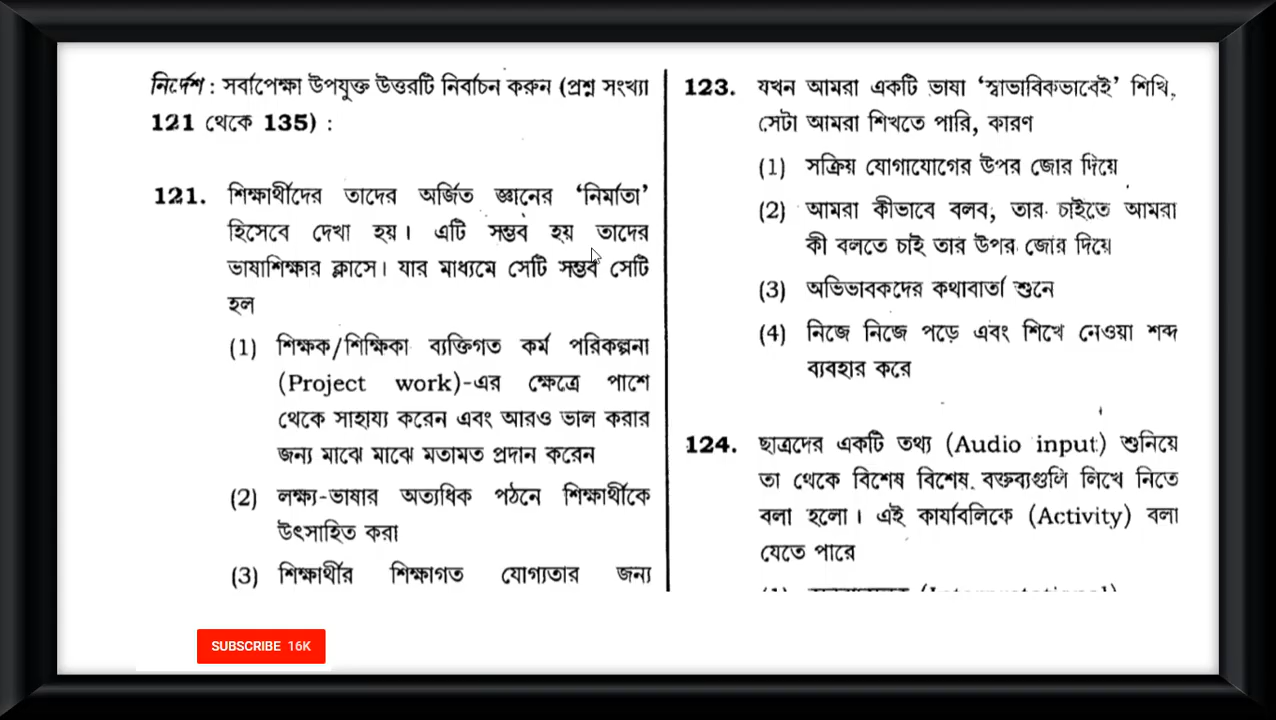 নির্দেশ : সর্বাপেক্ষা উপযুক্ত উত্তরটি নির্বাচন করুন (প্রশ্ন সংখ্যা
121 থেকে 135) :
121. শিক্ষার্থীদের তাদের অর্জিত জ্ঞানের ‘নির্মাতা’
হিসেবে দেখা হয়। এটি সম্ভব হয় তাদের
ভাষাশিক্ষার ক্লাসে। যার মাধ্যমে সেটি সম্ভব সেটি
হল
(1) শিক্ষক/শিক্ষিকা ব্যক্তিগত কর্ম পরিকল্পনা
(Project work)-এর ক্ষেত্রে পাশে
থেকে সাহায্য করেন এবং আরও ভাল করার
জন্য মাঝে মাঝে মতামত প্রদান করেন
(2) লক্ষ্য-ভাষার অত্যধিক পঠনে শিক্ষার্থীকে
উৎসাহিত করা
(3) শিক্ষার্থীর শিক্ষাগত যোগ্যতার জন্য
123. যখন আমরা একটি ভাষা ‘স্বাভাবিকভাবেই’ শিখি,
সেটা আমরা শিখতে পারি, কারণ
(1) সক্রিয় যোগাযোগের উপর জোর দিয়ে
(2) আমরা কীভাবে বলব, তার চাইতে আমরা
কী বলতে চাই তার উপর জোর দিয়ে
(3) অভিভাবকদের কথাবার্তা শুনে
(4) নিজে নিজে পড়ে এবং শিখে নেওয়া শব্দ
ব্যবহার করে
124. ছাত্রদের একটি তথ্য (Audio input) শুনিয়ে
তা থেকে বিশেষ বিশেষ বক্তব্যগুলি লিখে নিতে
বলা হলো। এই কার্যাবলিকে (Activity) বলা
যেতে পারে
SUBSCRIBE 16K